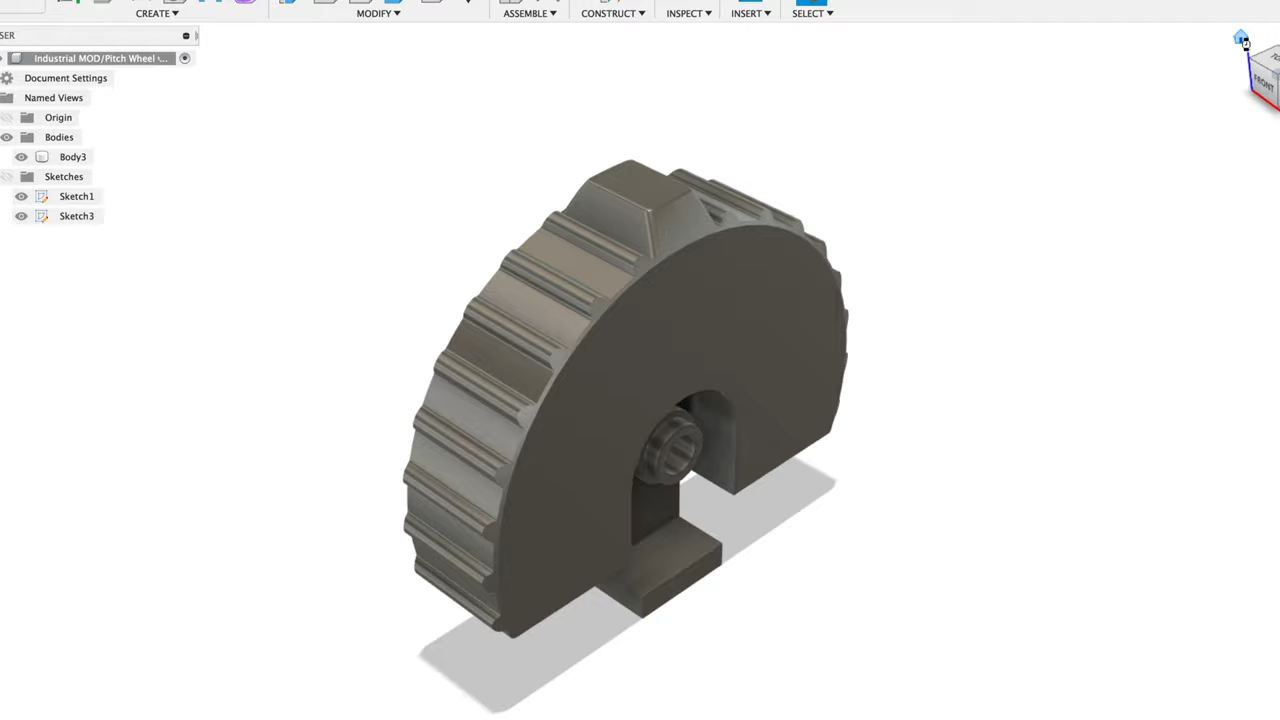 CREATE▾ MODIFY▾ ASSEMBLE▾ CONSTRUCT▾ INSPECT▾ INSERT▾ SELECT▾
SER
Industrial MOD/Pitch Wheel ‹...
Document Settings
Named Views
Origin
Bodies
Body3
Sketches
Sketch1
Sketch3
FRONT